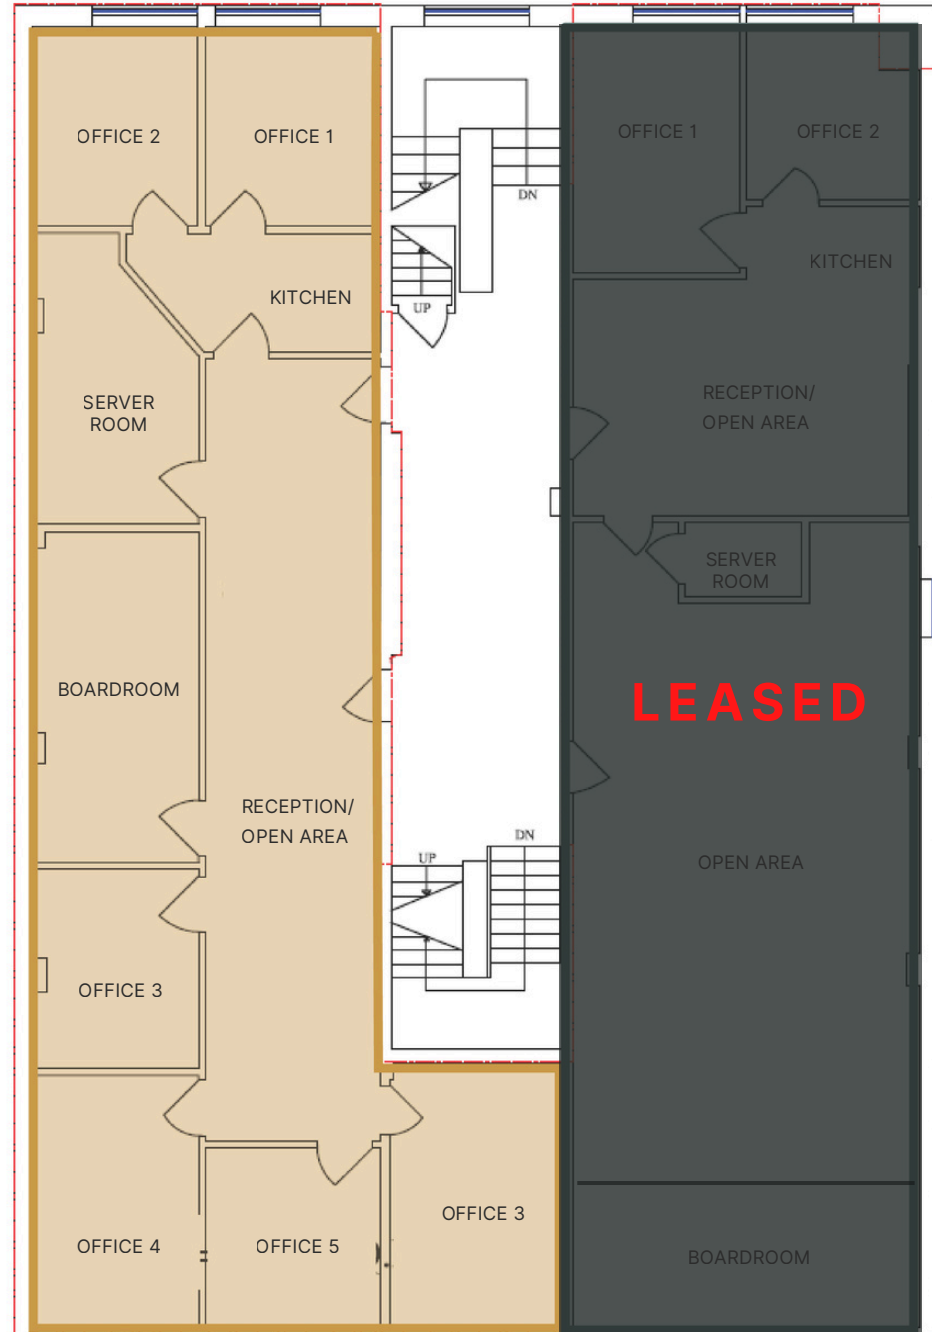 OFFICE 2
OFFICE 1
DN
OFFICE 1
OFFICE 2
KITCHEN
UP
KITCHEN
SERVER
ROOM
RECEPTION/
OPEN AREA
SERVER
ROOM
BOARDROOM
LEASED
RECEPTION/
OPEN AREA
UP
DN
OPEN AREA
OFFICE 3
OFFICE 4
OFFICE 5
OFFICE 3
BOARDROOM